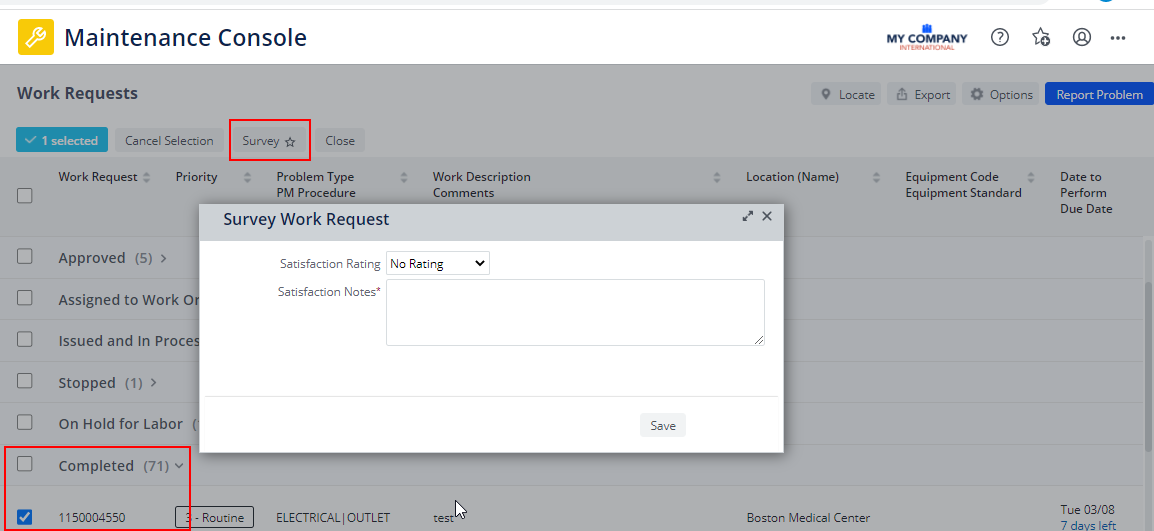 Maintenance Console
MY COMPANY
INTERNATIONAL
Work Requests
Locate
Export
Options
Report Problem
1 selected
Cancel Selection
Survey
Close
Work Request
Priority
Problem Type
PM Procedure
Work Description
Comments
Location (Name)
Equipment Code
Equipment Standard
Date to
Perform
Due Date
Survey Work Request
Satisfaction Rating
No Rating
Satisfaction Notes*
Save
Approved (5)
Assigned to Work Or
Issued and In Proces
Stopped (1)
On Hold for Labor (
Completed (71)
1150004550
3 - Routine
ELECTRICAL|OUTLET
test
Boston Medical Center
Tue 03/08
7 days left